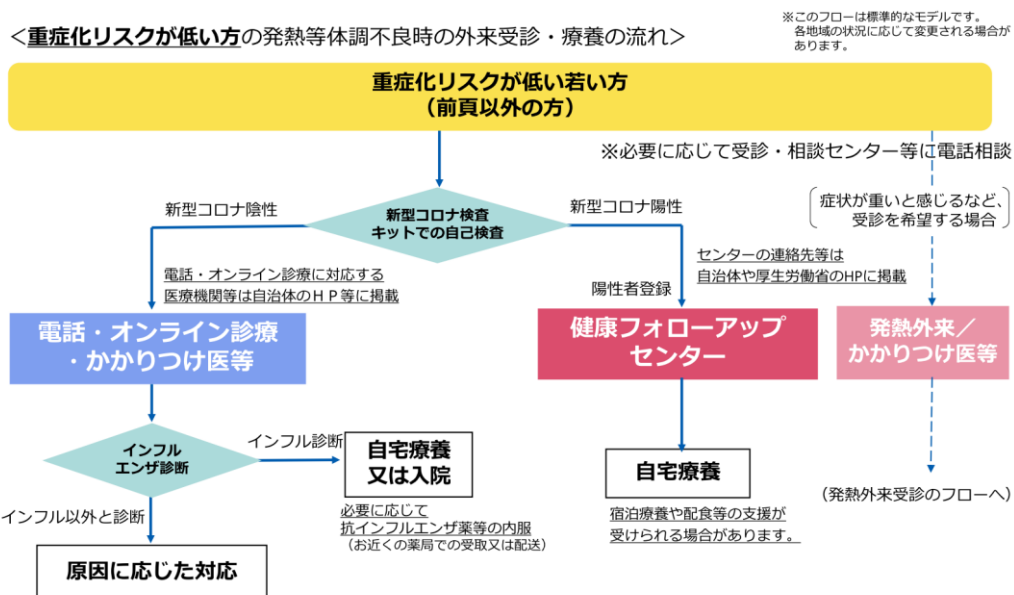 <重症化リスクが低い方の発熱等体調不良時の外来受診・療養の流れ>
※このフローは標準的なモデルです。
各地域の状況に応じて変更される場合が
あります。
重症化リスクが低い若い方
（前頁以外の方）
※必要に応じて受診・相談センター等に電話相談
新型コロナ陰性
新型コロナ検査
キットでの自己検査
新型コロナ陽性
症状が重いと感じるなど、
受診を希望する場合
電話・オンライン診療に対応する
医療機関等は自治体のＨＰ等に掲載
センターの連絡先等は
自治体や厚生労働省のHPに掲載
陽性者登録
電話・オンライン診療
・かかりつけ医等
健康フォローアップ
センター
発熱外来／
かかりつけ医等
インフル
エンザ診断
インフル診断
自宅療養
又は入院
必要に応じて
抗インフルエンザ薬等の内服
（お近くの薬局での受取又は配送）
インフル以外と診断
原因に応じた対応
自宅療養
宿泊療養や配食等の支援が
受けられる場合があります。
（発熱外来受診のフローへ）